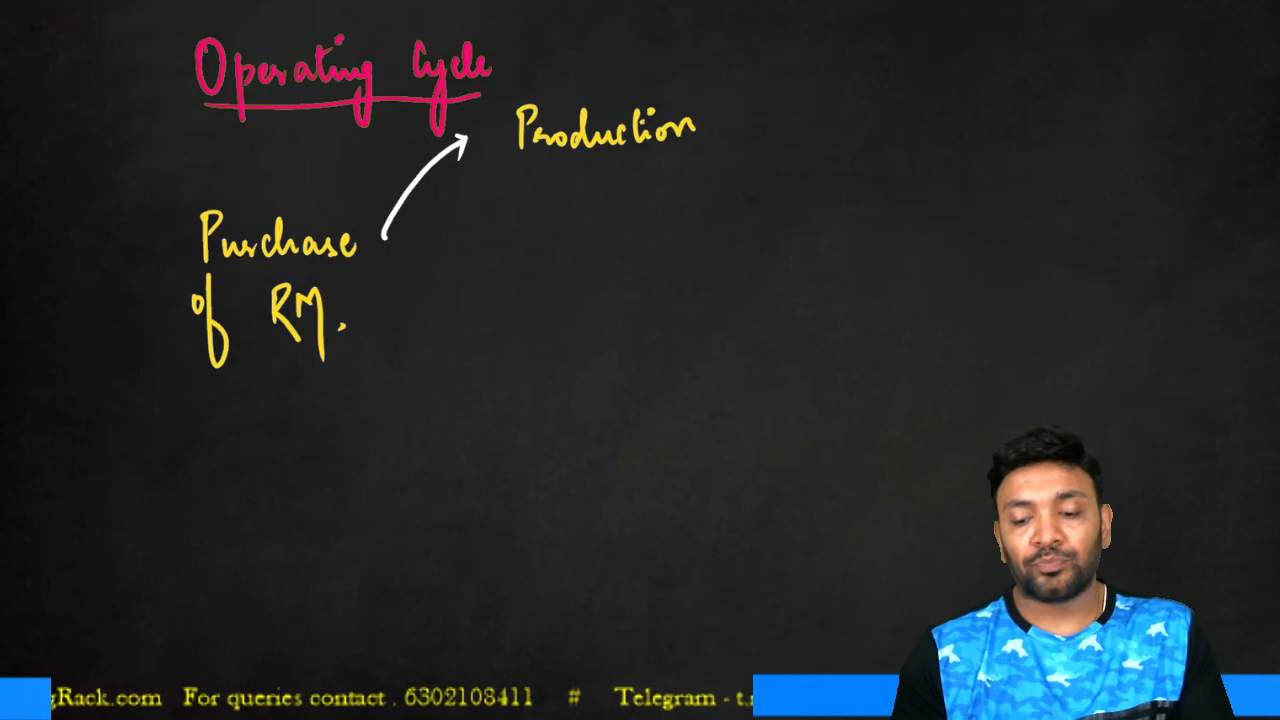 Operating Cycle
Production
Purchase
of RM.
gRack.com For queries contact . 6302108411 # Telegram - t.